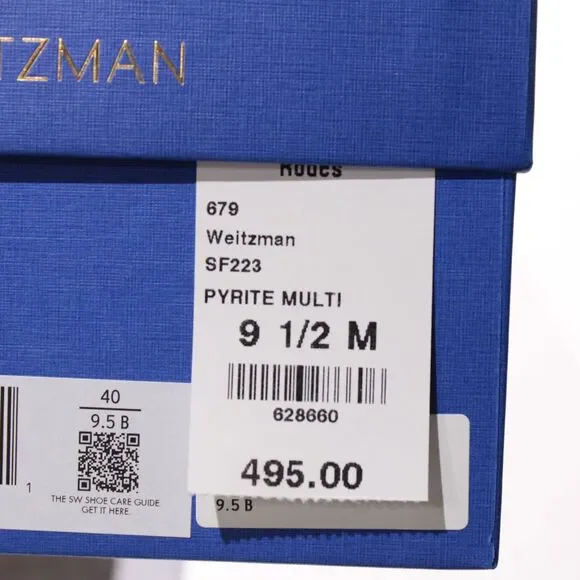 TZMAN
Rodes
679
Weitzman
SF223
PYRITE MULTI
9 1/2 M
628660
495.00
40
9.5 B
1
THE SW SHOE CARE GUIDE.
GET IT HERE.
9.5 B